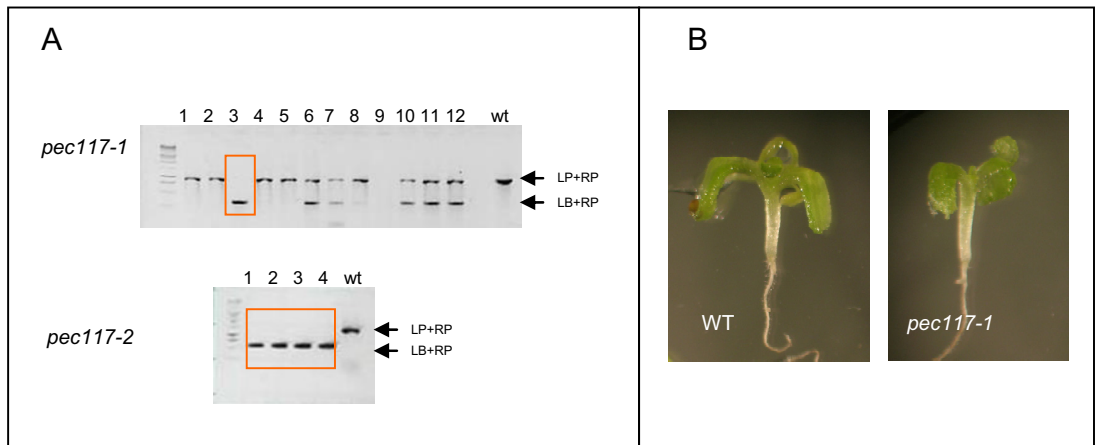 A
1 2 3 4 5 6 7 8 9 10 11 12 wt
pec117-1
LP+RP
LB+RP
1 2 3 4 wt
pec117-2
LP+RP
LB+RP
B
WT
pec117-1